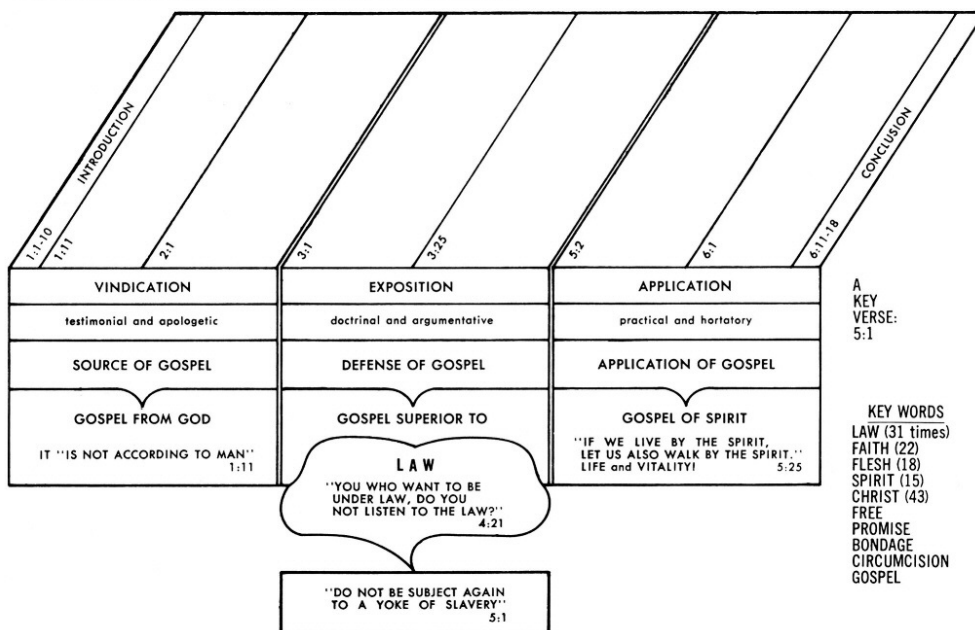 INTRODUCTION
CONCLUSION
1:1-10
1:11
2:1
3:1
3:25
5:2
6:1
6:11-18
VINDICATION
EXPOSITION
APPLICATION
testimonial and apologetic
doctrinal and argumentative
practical and hortatory
SOURCE OF GOSPEL
DEFENSE OF GOSPEL
APPLICATION OF GOSPEL
GOSPEL FROM GOD
IT "IS NOT ACCORDING TO MAN"
1:11
GOSPEL SUPERIOR TO
LAW
"YOU WHO WANT TO BE
UNDER LAW, DO YOU
NOT LISTEN TO THE LAW?"
4:21
"DO NOT BE SUBJECT AGAIN
TO A YOKE OF SLAVERY"
5:1
GOSPEL OF SPIRIT
"IF WE LIVE BY THE SPIRIT,
LET US ALSO WALK BY THE SPIRIT."
LIFE and VITALITY! 5:25
A
KEY
VERSE:
5:1
KEY WORDS
LAW (31 times)
FAITH (22)
FLESH (18)
SPIRIT (15)
CHRIST (43)
FREE
PROMISE
BONDAGE
CIRCUMCISION
GOSPEL